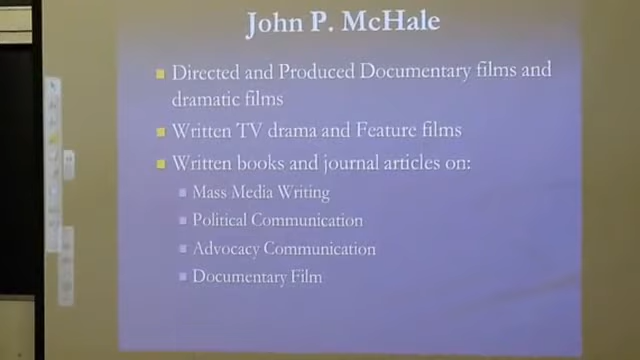 John P. McHale
Directed and Produced Documentary films and
dramatic films
Written TV drama and Feature films
Written books and journal articles on:
Mass Media Writing
Political Communication
Advocacy Communication
Documentary Film